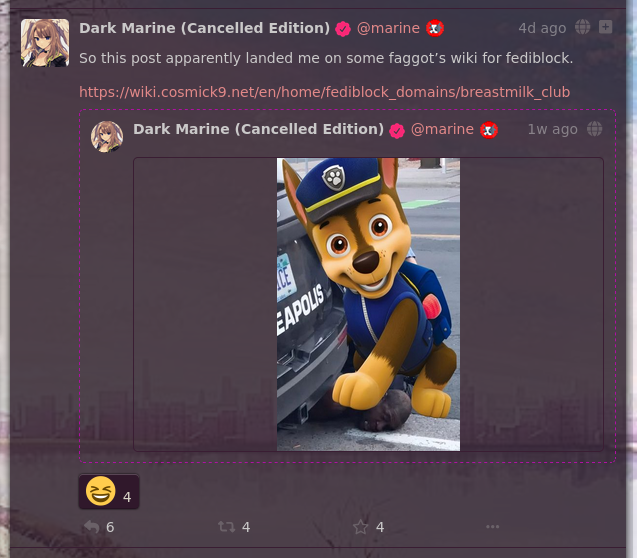 Dark Marine (Cancelled Edition) @marine 4d ago
So this post apparently landed me on some faggot's wiki for fediblock.
https://wiki.cosmick9.net/en/home/fediblock_domains/breastmilk_club
Dark Marine (Cancelled Edition) @marine 1w ago
ICE
EAPOLIS
4
6 4 4